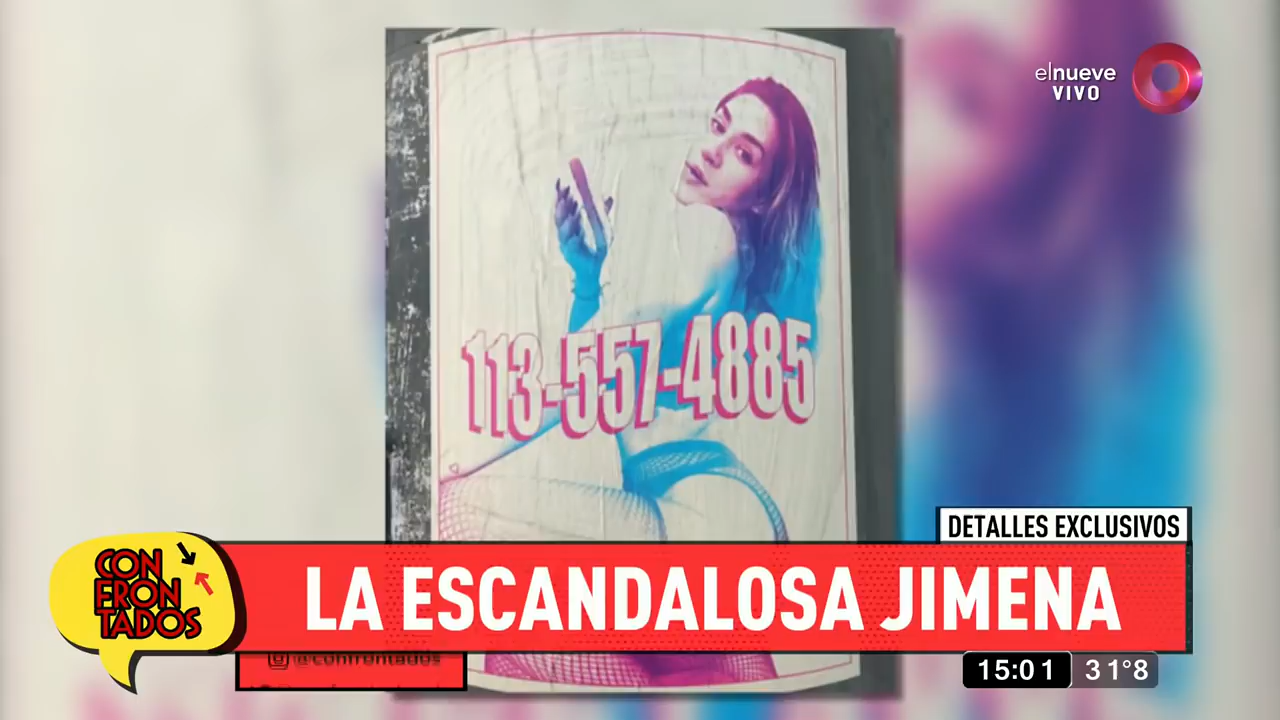 elnueve
VIVO
113-557-4885
DETALLES EXCLUSIVOS
CON
FRON
TADOS
LA ESCANDALOSA JIMENA
@confrontados
15:01 31°8